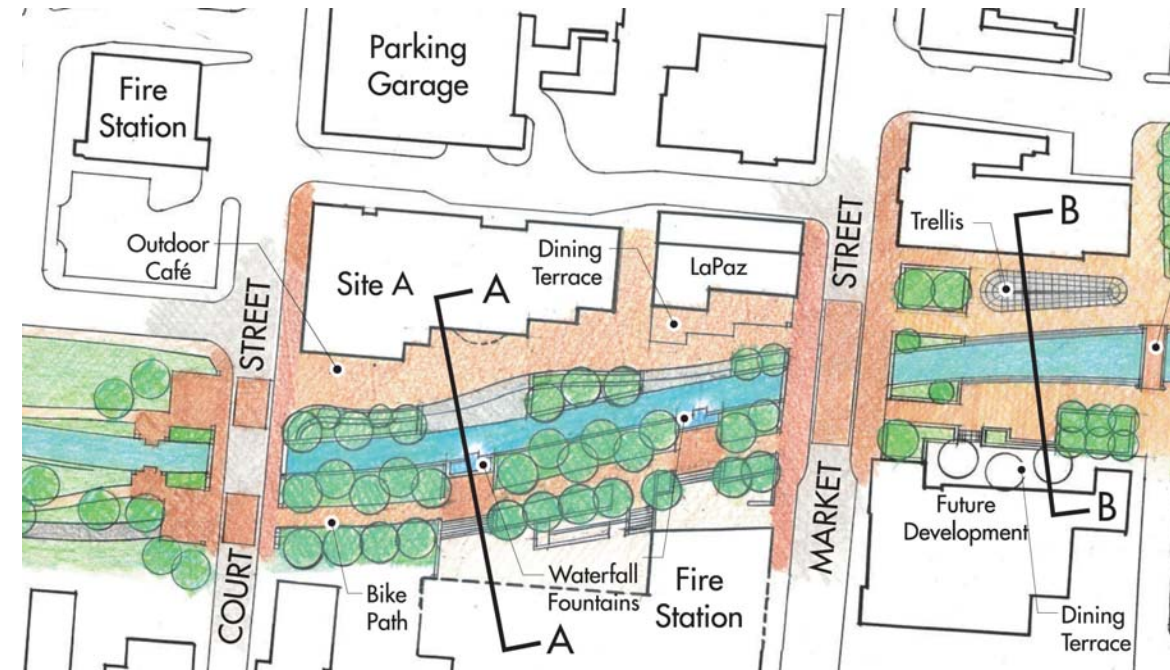 Parking
Garage
Fire
Station
Outdoor
Café
Site A
A
Dining
Terrace
LaPaz
STREET
STREET
Trellis
B
COURT
MARKET
Bike
Path
Waterfall
Fountains
A
Fire
Station
Future
Development
B
Dining
Terrace